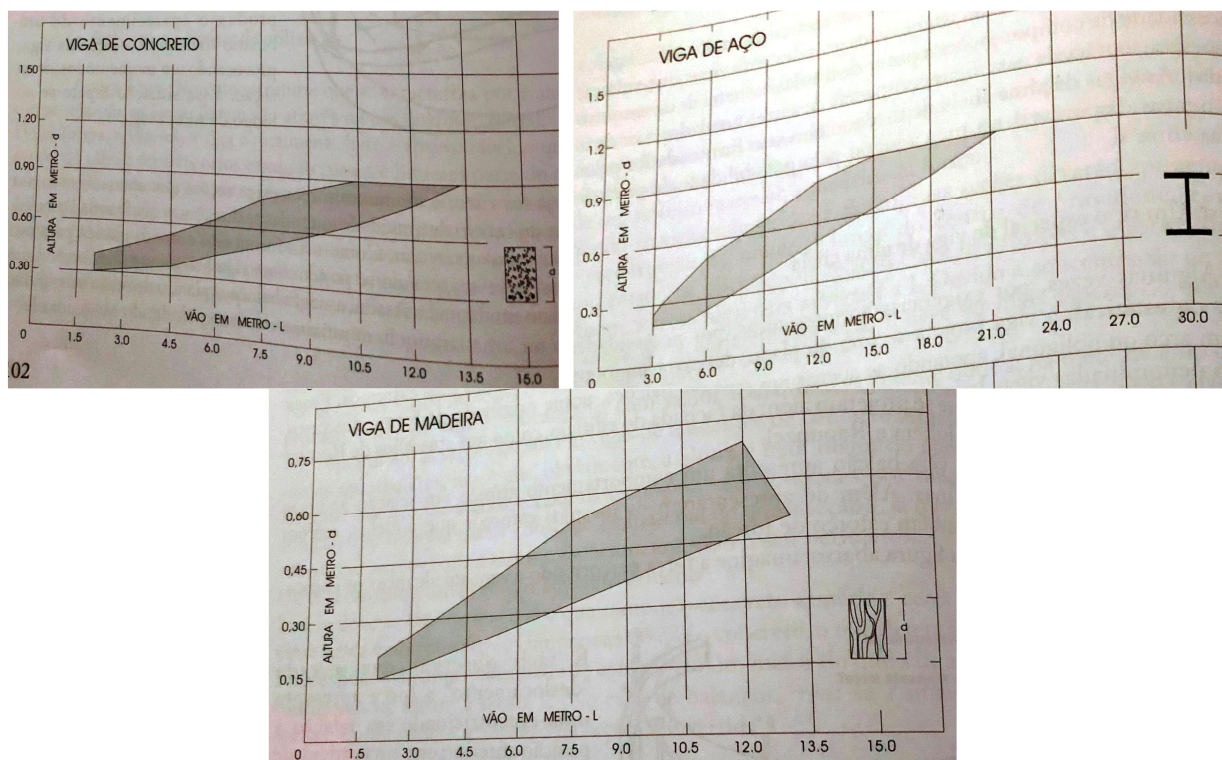 VIGA DE CONCRETO
1.50
1.20
0.90
0.60
0.30
0
ALTURA EM METRO - d
VÃO EM METRO - L
1.5 3.0 4.5 6.0 7.5 9.0 10.5 12.0 13.5 15.0
d
02
VIGA DE AÇO
1.5
1.2
0.9
0.6
0.3
0
ALTURA EM METRO - d
VÃO EM METRO - L
3.0 6.0 9.0 12.0 15.0 18.0 21.0 24.0 27.0 30.0
VIGA DE MADEIRA
0,75
0,60
0,45
0,30
0,15
0
ALTURA EM METRO - d
VÃO EM METRO - L
1.5 3.0 4.5 6.0 7.5 9.0 10.5 12.0 13.5 15.0
d